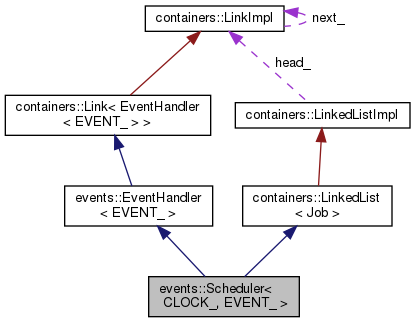 containers::LinkImpl
next_
head_
containers::Link< EventHandler
< EVENT_ > >
containers::LinkedListImpl
events::EventHandler
< EVENT_ >
containers::LinkedList
< Job >
events::Scheduler<
CLOCK_, EVENT_ >